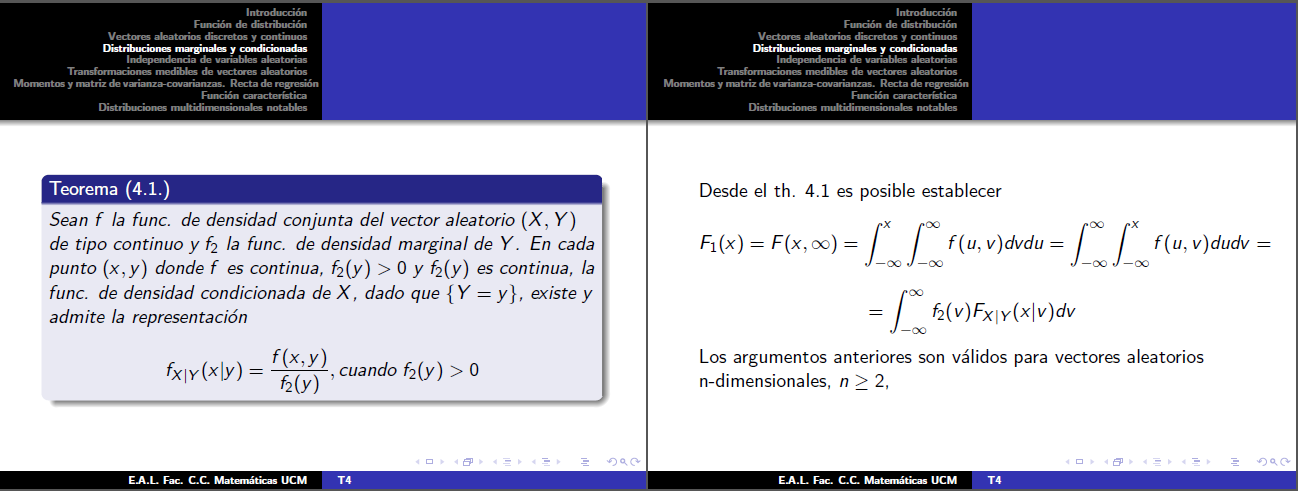 Introducción
Función de distribución
Vectores aleatorios discretos y continuos
Distribuciones marginales y condicionadas
Independencia de variables aleatorias
Transformaciones medibles de vectores aleatorios
Momentos y matriz de varianza-covarianzas. Recta de regresión
Función característica
Distribuciones multidimensionales notables
Teorema (4.1.)
Sean f la func. de densidad conjunta del vector aleatorio (X, Y)
de tipo continuo y f₂ la func. de densidad marginal de Y. En cada
punto (x, y) donde f es continua, f₂(y) > 0 y f₂(y) es continua, la
func. de densidad condicionada de X, dado que {Y = y}, existe y
admite la representación
f_{X|Y}(x|y) = f(x, y)/f₂(y), cuando f₂(y) > 0
E.A.L. Fac. C.C. Matemáticas UCM T4
Introducción
Función de distribución
Vectores aleatorios discretos y continuos
Distribuciones marginales y condicionadas
Independencia de variables aleatorias
Transformaciones medibles de vectores aleatorios
Momentos y matriz de varianza-covarianzas. Recta de regresión
Función característica
Distribuciones multidimensionales notables
Desde el th. 4.1 es posible establecer
F₁(x) = F(x, ∞) = ∫_{-∞}^{x} ∫_{-∞}^{∞} f(u, v)dvdu = ∫_{-∞}^{∞} ∫_{-∞}^{x} f(u, v)dudv =
= ∫_{-∞}^{∞} f₂(v)F_{X|Y}(x|v)dv
Los argumentos anteriores son válidos para vectores aleatorios
n-dimensionales, n ≥ 2,
E.A.L. Fac. C.C. Matemáticas UCM T4